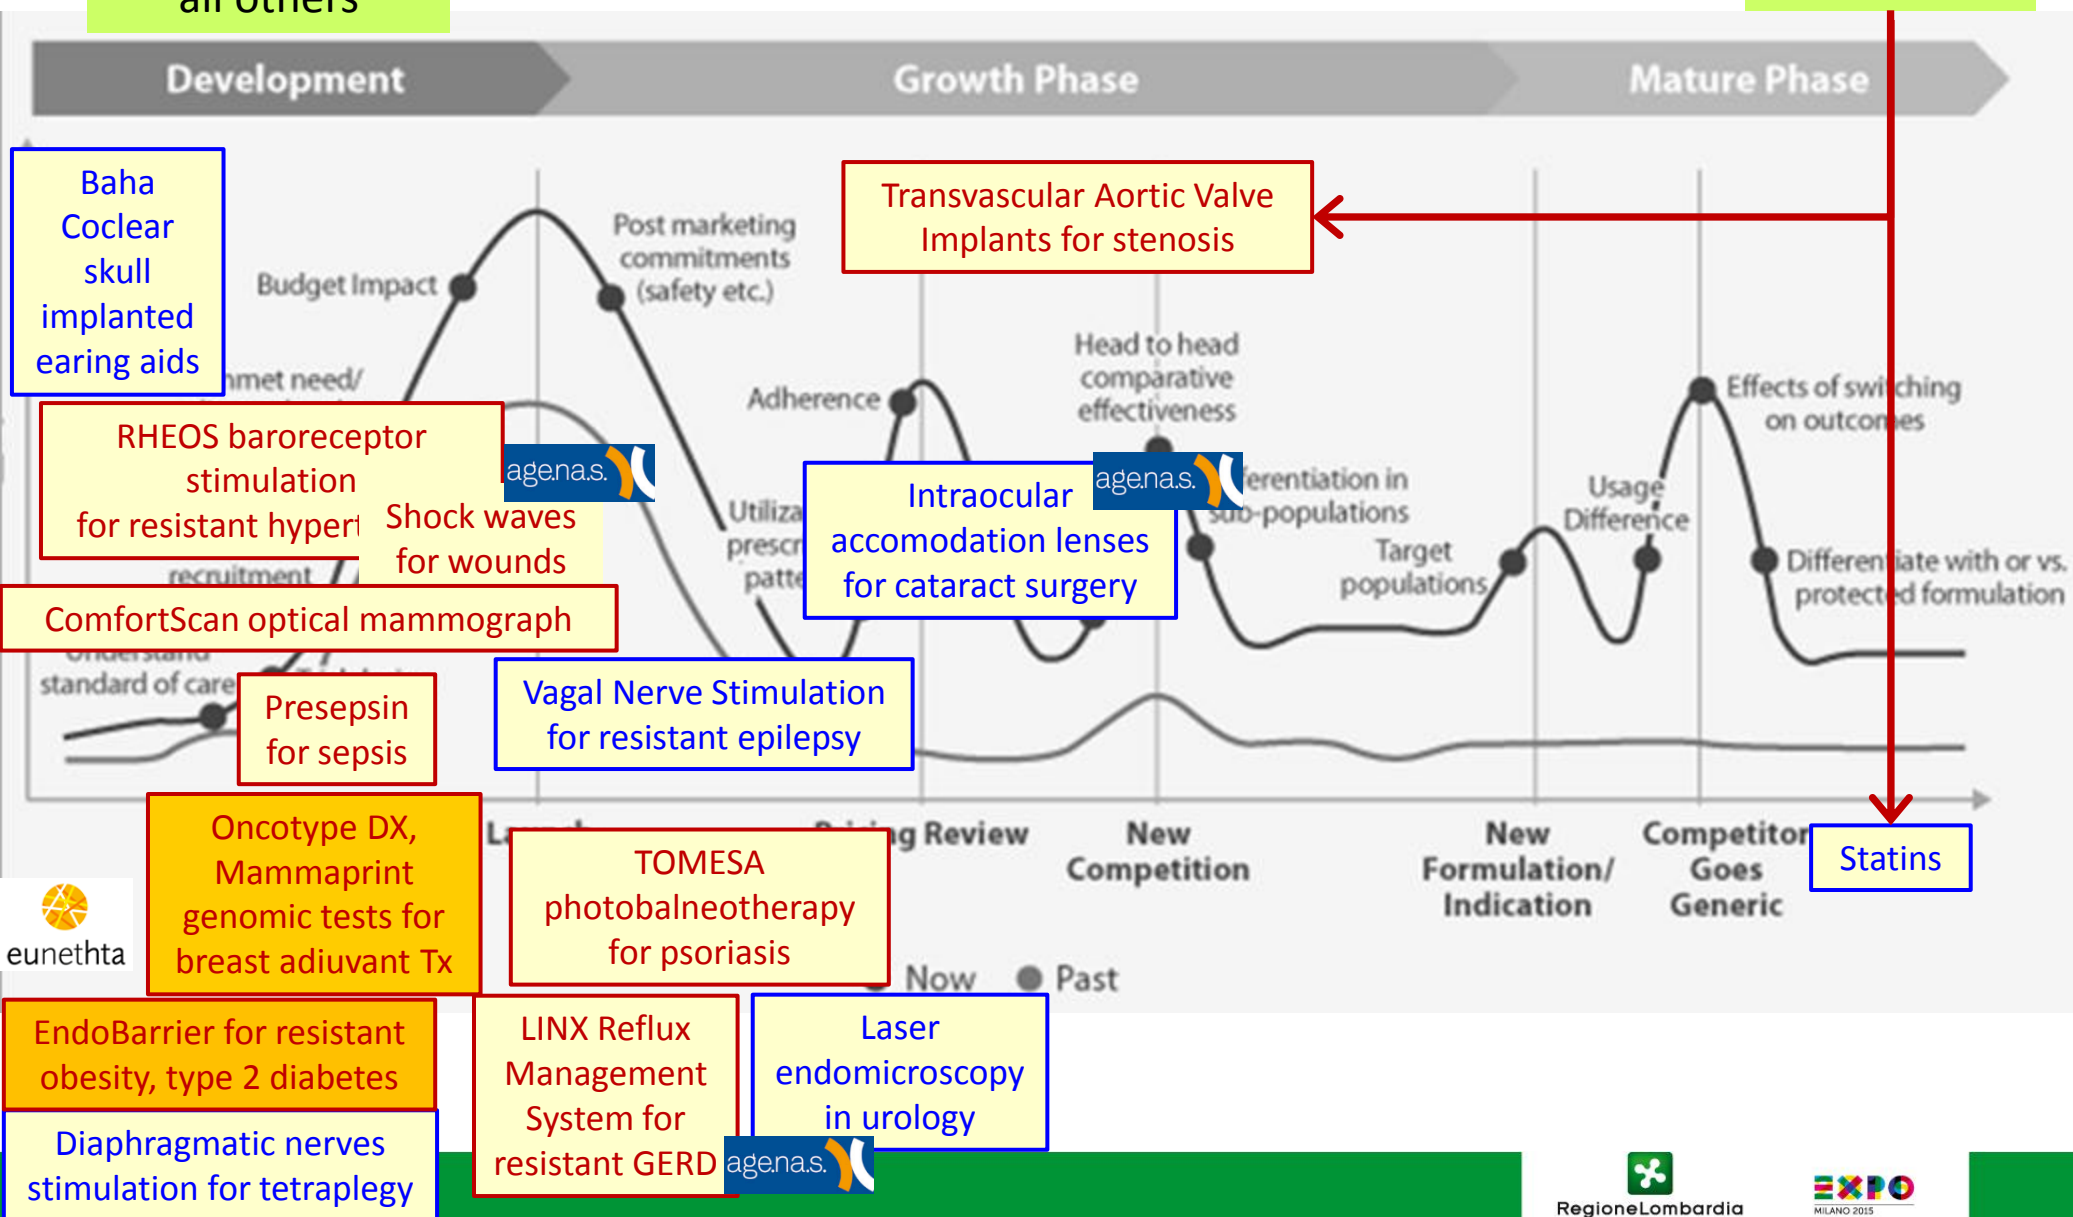 all others
Development
Growth Phase
Mature Phase
Baha
Coclear
skull
implanted
earing aids
Transvascular Aortic Valve
Implants for stenosis
Post marketing
commitments
(safety etc.)
Budget Impact
Head to head
comparative
effectiveness
need/
Adherence
Effects of switching
on outcomes
RHEOS baroreceptor
stimulation
for resistant
agenas.
Shock waves
for wounds
recruitment
Intraocular
accomodation lenses
for cataract surgery
agenas.
in
sub-populations
Usage
Difference
Target
populations
Differentiate with or vs.
protected formulation
ComfortScan optical mammograph
standard of care
Presepsin
for sepsis
Vagal Nerve Stimulation
for resistant epilepsy
Oncotype DX,
Mammaprint
genomic tests for
breast adiuvant Tx
TOMESA
photobalneotherapy
for psoriasis
Review
New
Competition
New
Formulation/
Indication
Competitor
Goes
Generic
Statins
eunethta
Now
Past
EndoBarrier for resistant
obesity, type 2 diabetes
LINX Reflux
Management
System for
resistant GERD
agenas.
Laser
endomicroscopy
in urology
Diaphragmatic nerves
stimulation for tetraplegy
RegioneLombardia
EXPO
MILANO 2015